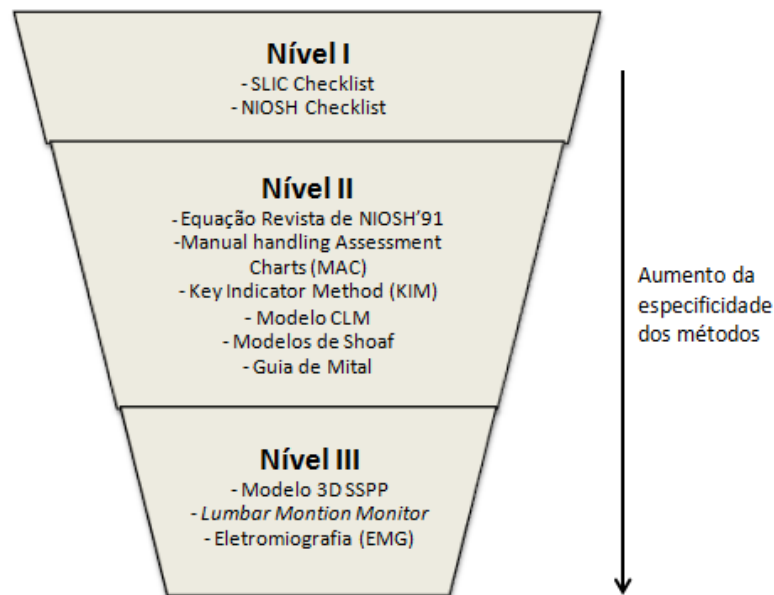 Nível I
- SLIC Checklist
- NIOSH Checklist
Nível II
- Equação Revista de NIOSH'91
- Manual handling Assessment
Charts (MAC)
- Key Indicator Method (KIM)
- Modelo CLM
- Modelos de Shoaf
- Guia de Mital
Nível III
- Modelo 3D SSPP
- Lumbar Montion Monitor
- Eletromiografia (EMG)
Aumento da
especificidade
dos métodos